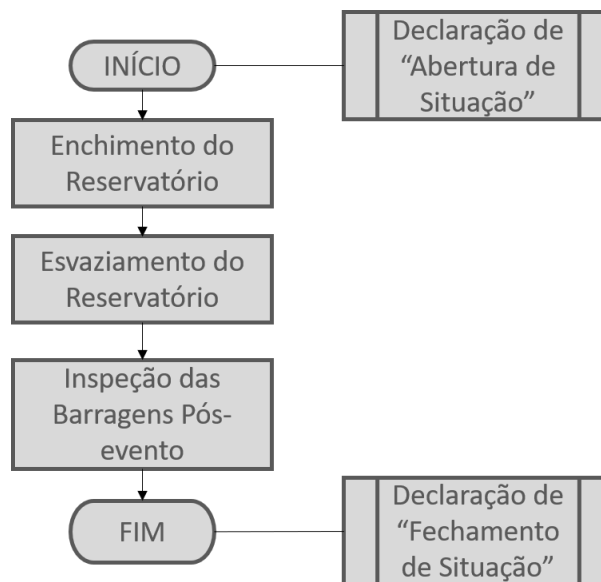 INÍCIO
Declaração de
“Abertura de
Situação”
Enchimento do
Reservatório
Esvaziamento do
Reservatório
Inspeção das
Barragens Pós-
evento
FIM
Declaração de
“Fechamento
de Situação”